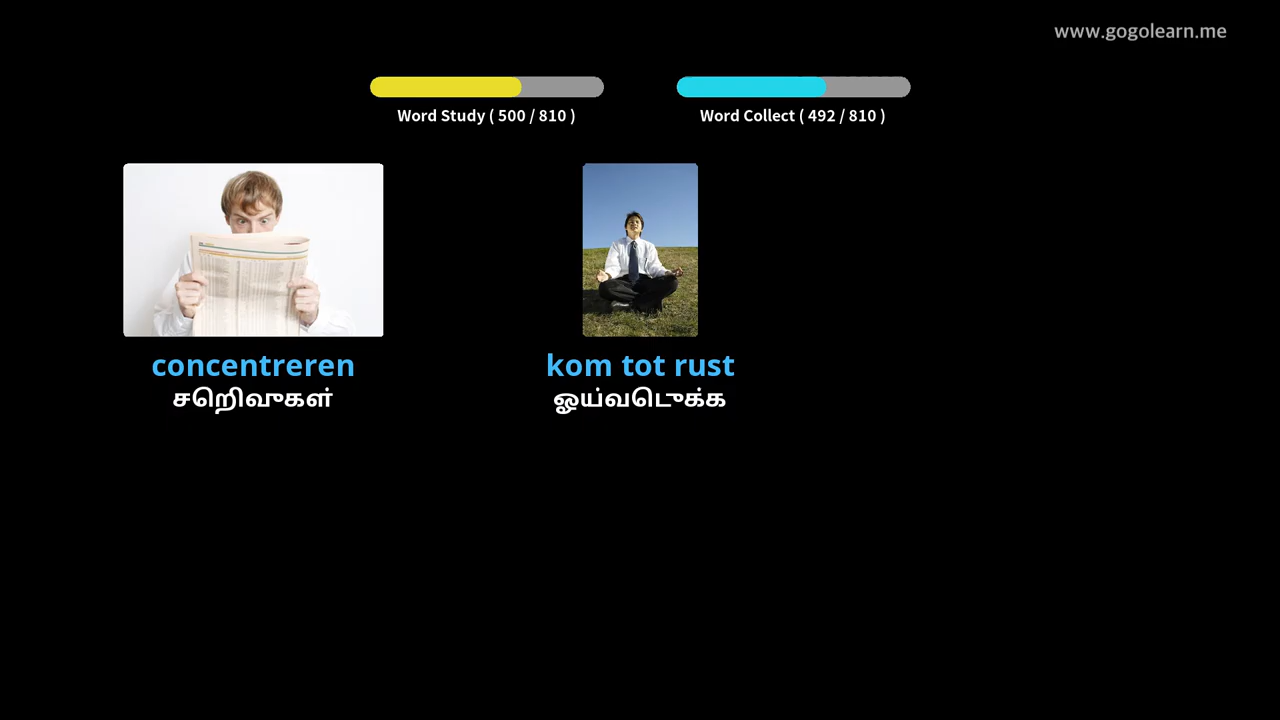 www.gogolearn.me
Word Study ( 500 / 810 )
Word Collect ( 492 / 810 )
concentreren
kom tot rust
செறிவுகள்
ஓய்வெடுக்க